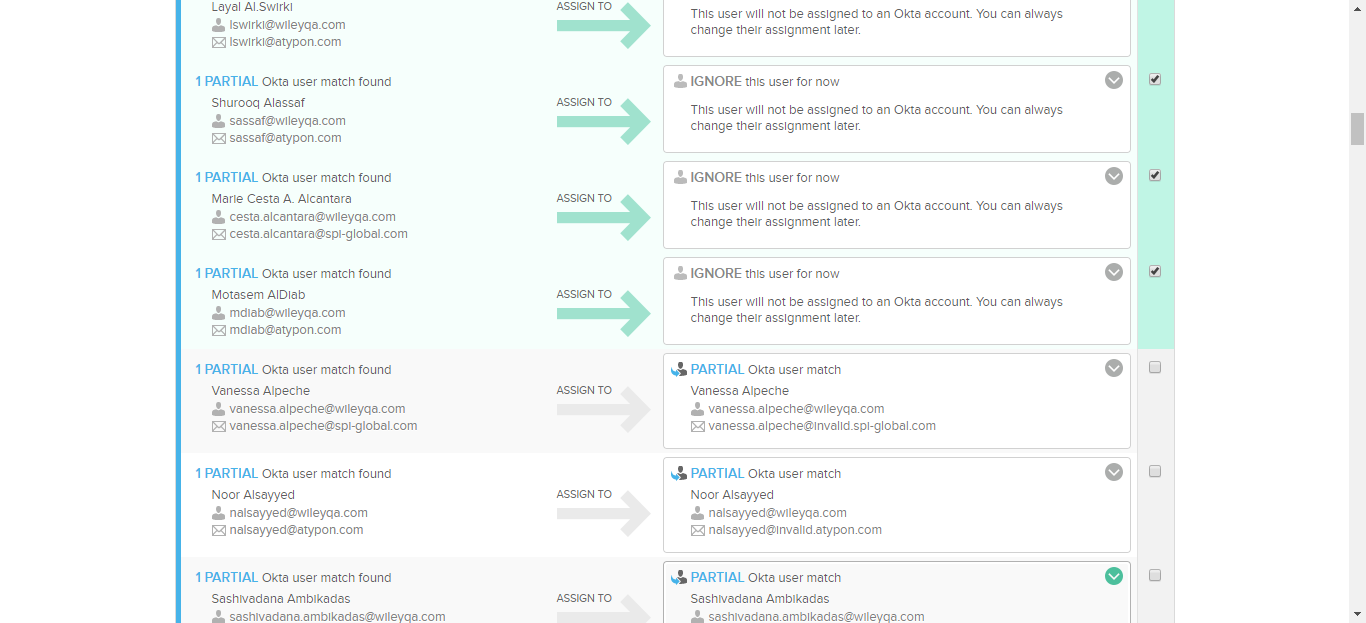 Layal Al.Swirki
lswirki@wileyqa.com
lswirki@atypon.com
ASSIGN TO
This user will not be assigned to an Okta account. You can always
change their assignment later.
1 PARTIAL Okta user match found
Shurooq Alassaf
sassaf@wileyqa.com
sassaf@atypon.com
ASSIGN TO
IGNORE this user for now
This user will not be assigned to an Okta account. You can always
change their assignment later.
1 PARTIAL Okta user match found
Marie Cesta A. Alcantara
cesta.alcantara@wileyqa.com
cesta.alcantara@spi-global.com
ASSIGN TO
IGNORE this user for now
This user will not be assigned to an Okta account. You can always
change their assignment later.
1 PARTIAL Okta user match found
Motasem AlDiab
mdiab@wileyqa.com
mdiab@atypon.com
ASSIGN TO
IGNORE this user for now
This user will not be assigned to an Okta account. You can always
change their assignment later.
1 PARTIAL Okta user match found
Vanessa Alpeche
vanessa.alpeche@wileyqa.com
vanessa.alpeche@spi-global.com
ASSIGN TO
PARTIAL Okta user match
Vanessa Alpeche
vanessa.alpeche@wileyqa.com
vanessa.alpeche@invalid.spi-global.com
1 PARTIAL Okta user match found
Noor Alsayyed
nalsayyed@wileyqa.com
nalsayyed@atypon.com
ASSIGN TO
PARTIAL Okta user match
Noor Alsayyed
nalsayyed@wileyqa.com
nalsayyed@invalid.atypon.com
1 PARTIAL Okta user match found
Sashivadana Ambikadas
sashivadana.ambikadas@wileyqa.com
ASSIGN TO
PARTIAL Okta user match
Sashivadana Ambikadas
sashivadana.ambikadas@wileyqa.com